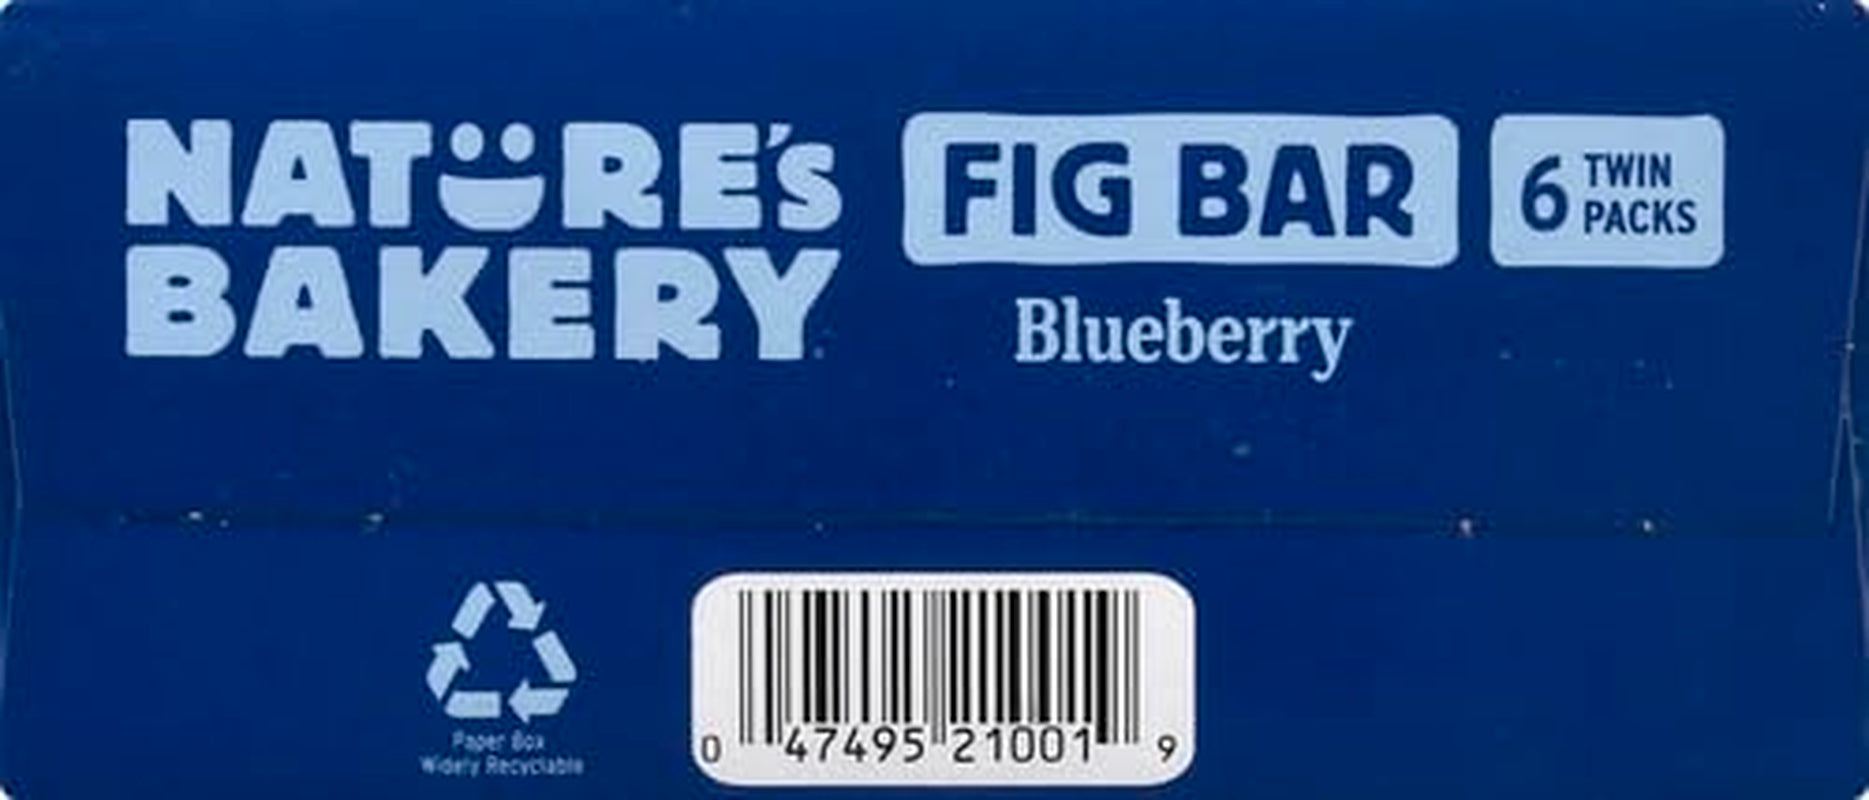 NATURE's
BAKERY
FIG BAR
6 TWIN
PACKS
Blueberry
Paper Box
Widely Recyclable
0 47495 21001 9